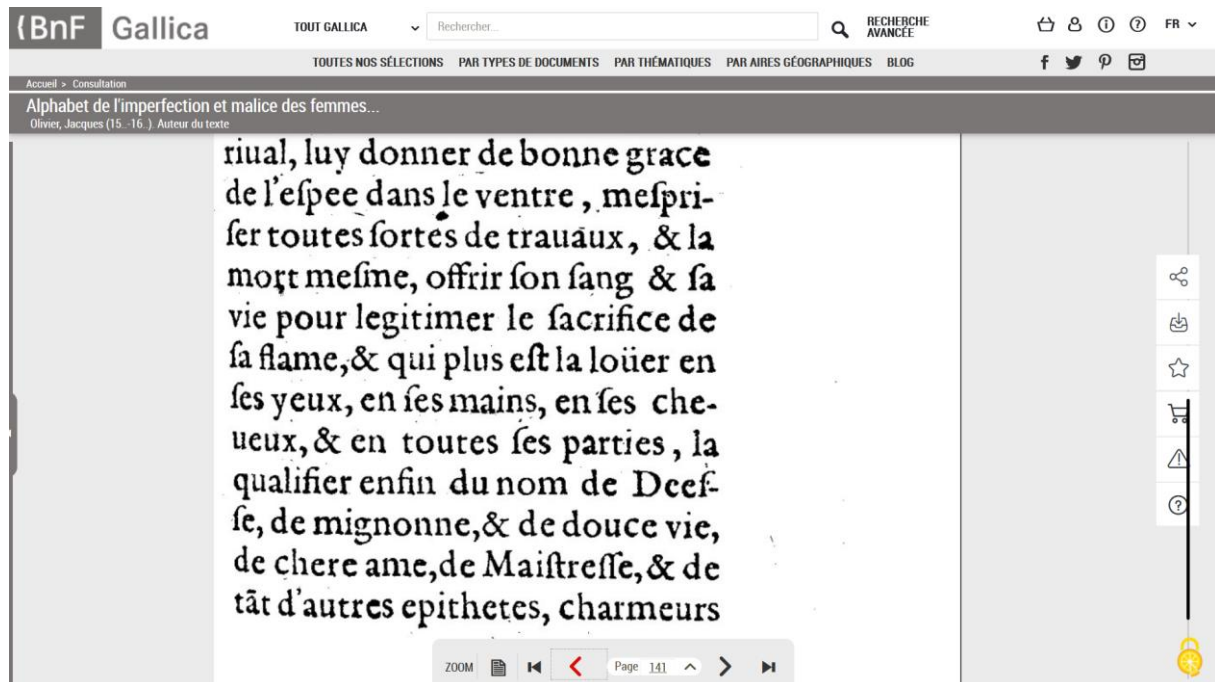 {BnF Gallica
TOUT GALLICA
Rechercher...
RECHERCHE
AVANCÉE
FR
TOUTES NOS SÉLECTIONS PAR TYPES DE DOCUMENTS PAR THÉMATIQUES PAR AIRES GÉOGRAPHIQUES BLOG
Accueil > Consultation
Alphabet de l'imperfection et malice des femmes...
Olivier, Jacques (15..-16..). Auteur du texte
riual, luy donner de bonne grace
de l'eſpee dans le ventre, meſpri-
ſer toutes ſortes de trauaux, & la
mort meſme, offrir ſon ſang & ſa
vie pour legitimer le ſacrifice de
ſa flame, & qui plus eſt la loüer en
ſes yeux, en ſes mains, en ſes che-
ueux, & en toutes ſes parties, la
qualifier enfin du nom de Deeſ-
ſe, de mignonne, & de douce vie,
de chere ame, de Maiſtreſſe, & de
tãt d'autres epithetes, charmeurs
ZOOM Page 141